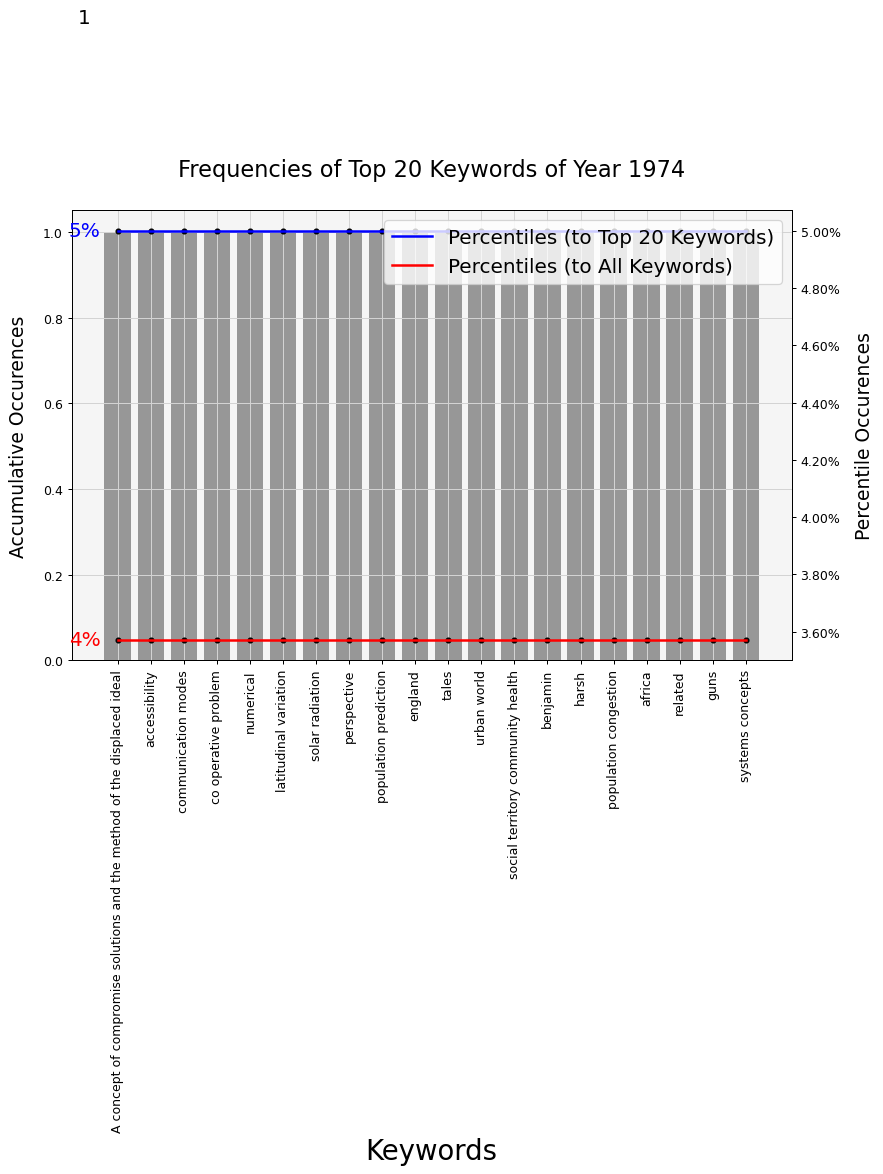 1
Frequencies of Top 20 Keywords of Year 1974
5%
4%
Percentiles (to Top 20 Keywords)
Percentiles (to All Keywords)
Accumulative Occurences
1.0
0.8
0.6
0.4
0.2
0.0
5.00%
4.80%
4.60%
4.40%
4.20%
4.00%
3.80%
3.60%
Percentile Occurences
A concept of compromise solutions and the method of the displaced ideal
accessibility
communication modes
co operative problem
numerical
latitudinal variation
solar radiation
perspective
population prediction
england
tales
urban world
social territory community health
benjamin
harsh
population congestion
africa
related
guns
systems concepts
Keywords